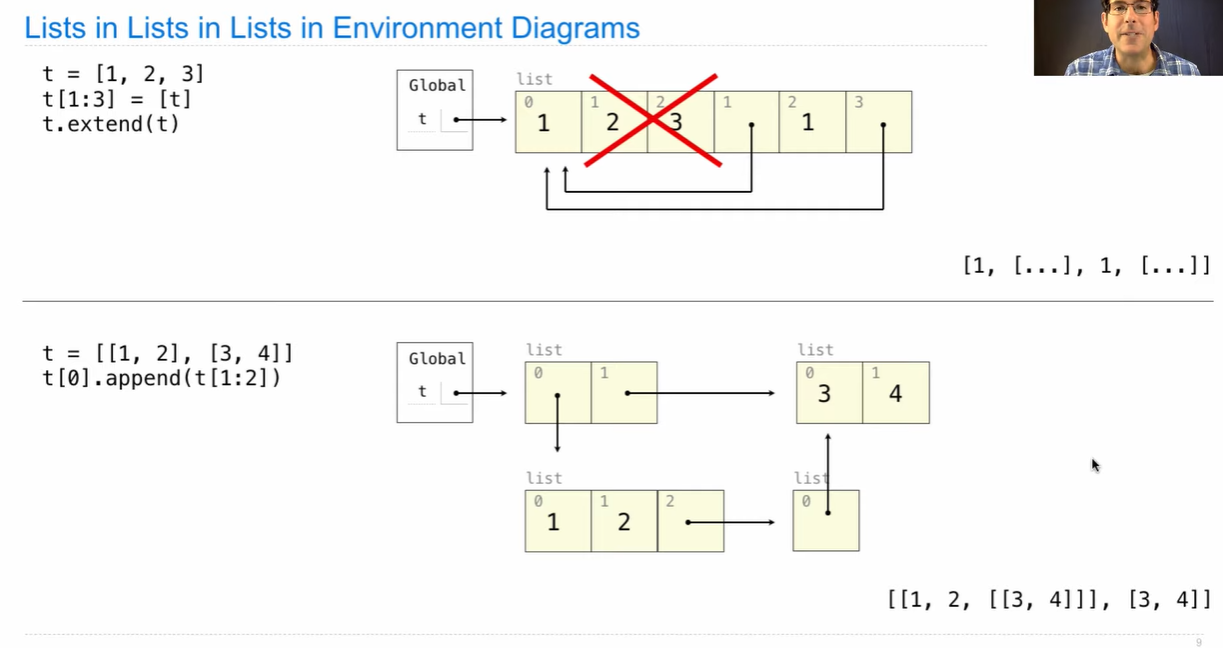 Lists in Lists in Lists in Environment Diagrams
t = [1, 2, 3]
t[1:3] = [t]
t.extend(t)
Global
t
list
0 1 2 1 2 3
1 2 3 1
[1, [...], 1, [...]]
t = [[1, 2], [3, 4]]
t[0].append(t[1:2])
Global
t
list
0 1
list
0 1
3 4
list
0 1 2
1 2
list
0
[[1, 2, [[3, 4]]], [3, 4]]
9